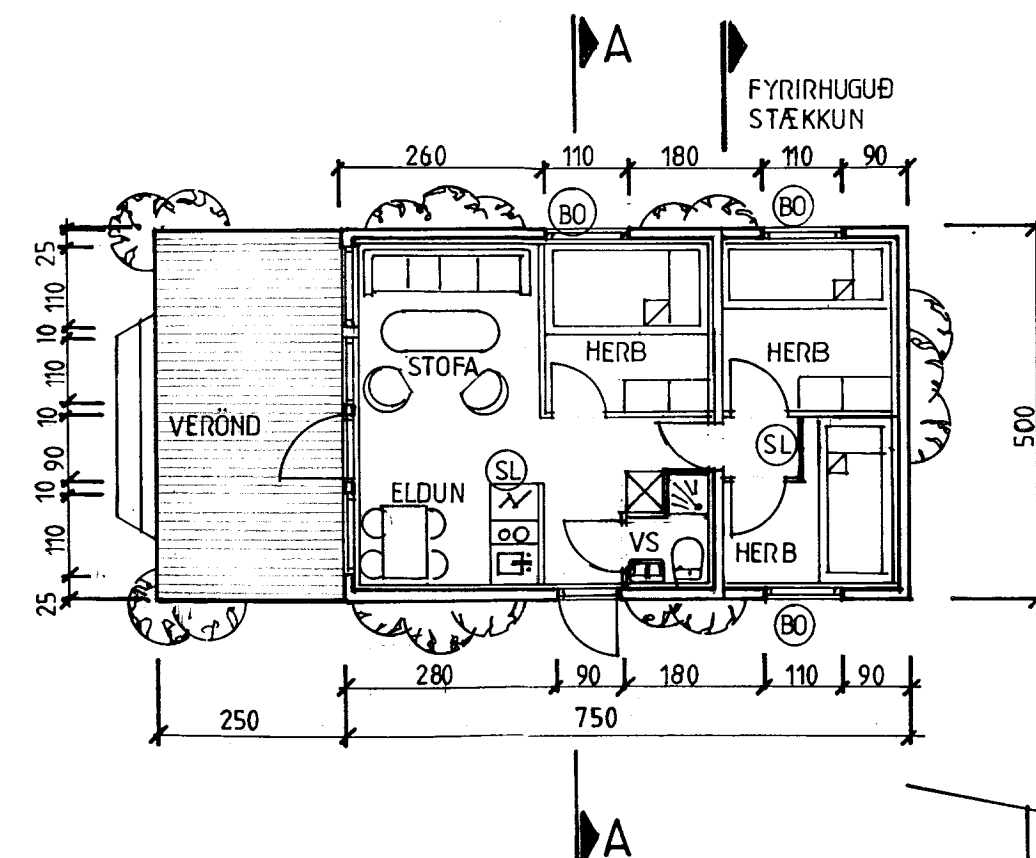 A
FYRIRHUGUÐ
STÆKKUN
260 110 180 110 90
BO BO
25
110
10
110
10
90
10
110
25
STOFA
HERB
HERB
VERÖND
SL
SL
ELDUN
VS
HERB
500
BO
280 90 180 110 90
250 750
A